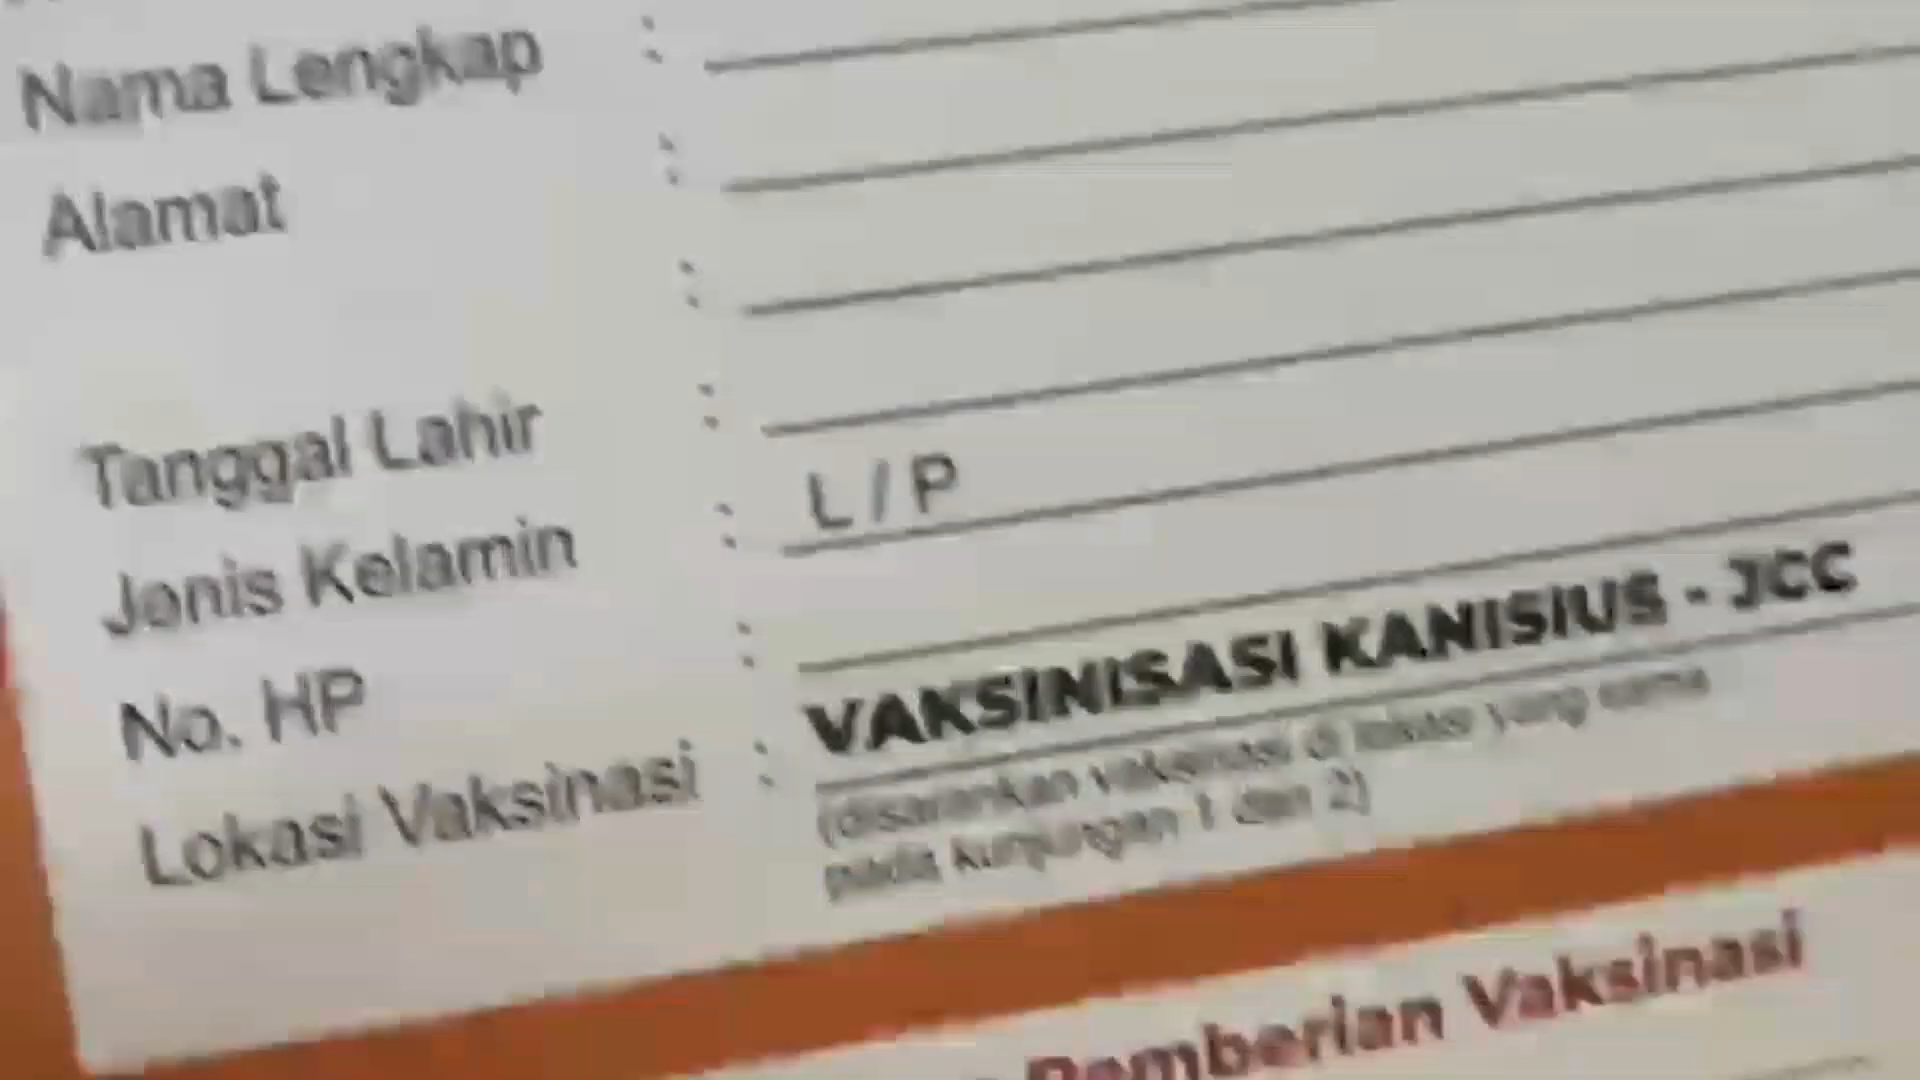 Nama Lengkap :
Alamat :
:
Tanggal Lahir :
Jenis Kelamin : L / P
No. HP :
Lokasi Vaksinasi : VAKSINISASI KANISIUS - JCC
(disarankan vaksinasi di lokasi yang sama
pada kunjungan 1 dan 2)
Pemberian Vaksinasi